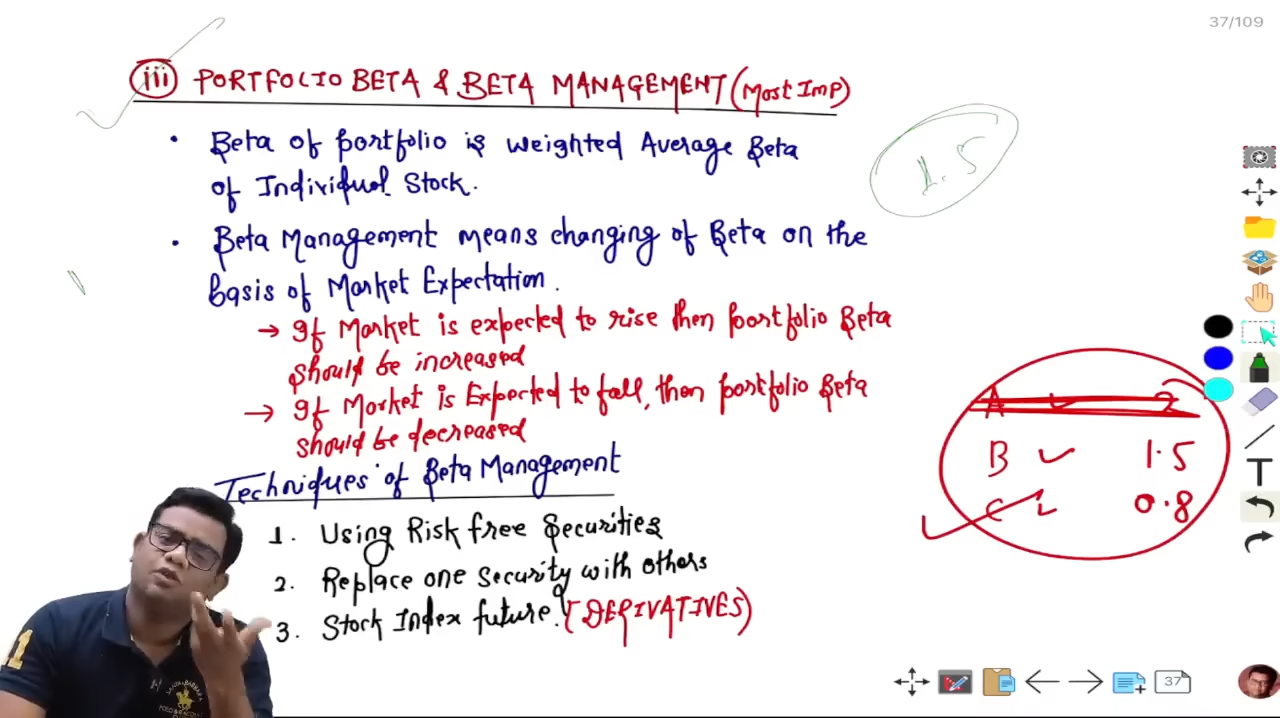 37/109
iii PORTFOLIO BETA & BETA MANAGEMENT (Most Imp)
• Beta of portfolio is weighted Average Beta
of Individual Stock.
1.5
• Beta Management means changing of Beta on the
basis of Market Expectation.
→ If Market is expected to rise then portfolio Beta
should be increased
→ If Market is Expected to fall, then portfolio Beta
should be decreased
A 2
B 1.5
C 0.8
Techniques of Beta Management
1. Using Risk free Securities
2. Replace one security with others
3. Stock Index future. (DERIVATIVES)
T
1
37